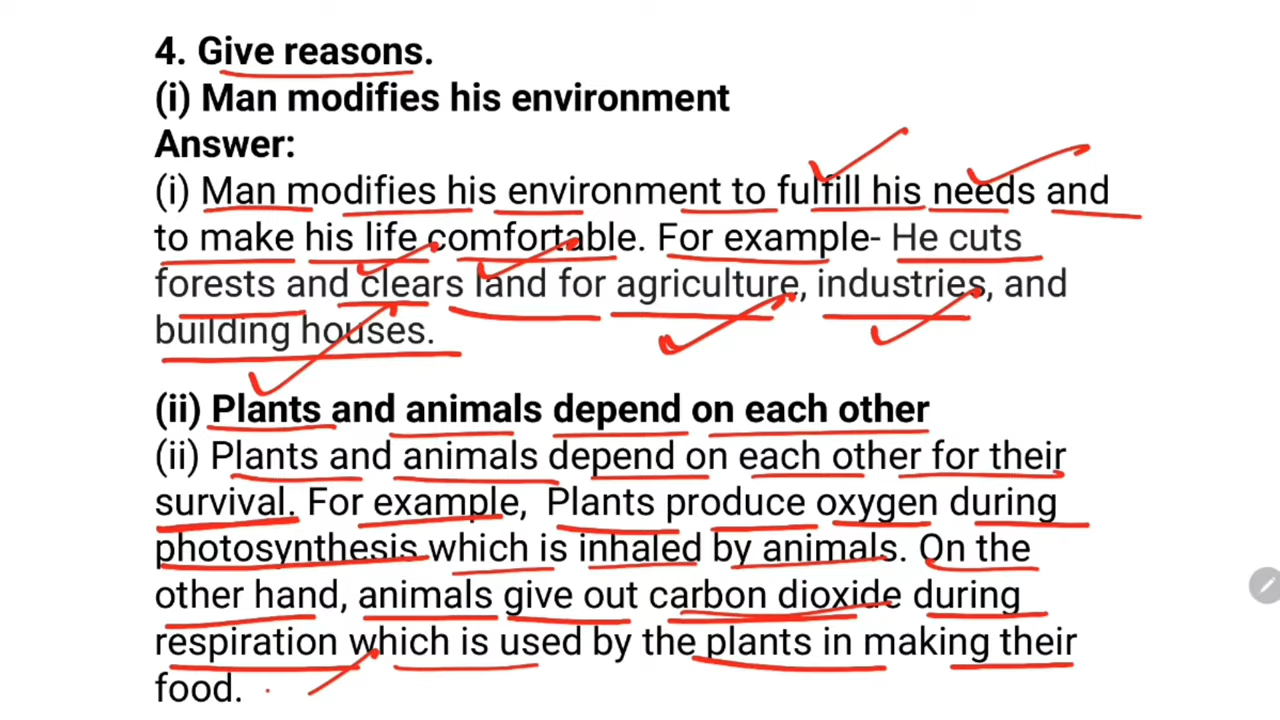 4. Give reasons.
(i) Man modifies his environment
Answer:
(i) Man modifies his environment to fulfill his needs and
to make his life comfortable. For example- He cuts
forests and clears land for agriculture, industries, and
building houses.
(ii) Plants and animals depend on each other
(ii) Plants and animals depend on each other for their
survival. For example, Plants produce oxygen during
photosynthesis which is inhaled by animals. On the
other hand, animals give out carbon dioxide during
respiration which is used by the plants in making their
food.